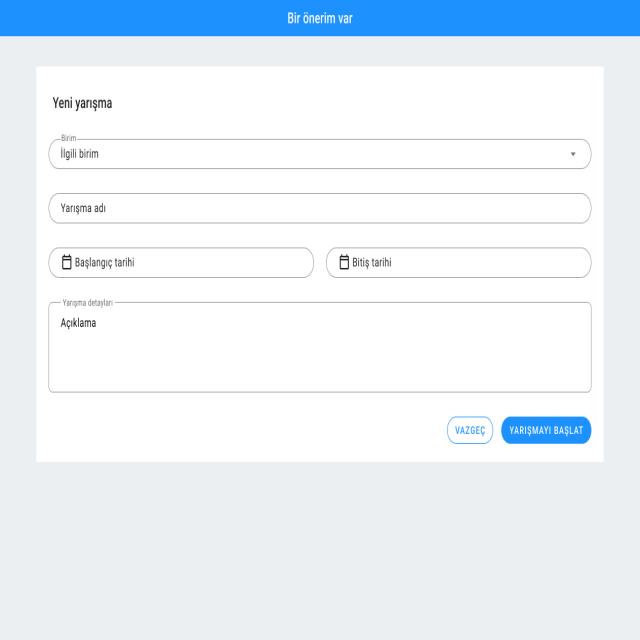 Bir önerim var
Yeni yarışma
Birim
İlgili birim
Yarışma adı
Başlangıç tarihi
Bitiş tarihi
Yarışma detayları
Açıklama
VAZGEÇ
YARIŞMAYI BAŞLAT